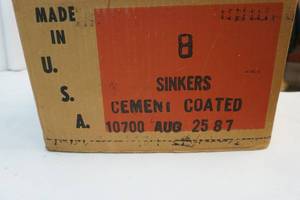 MADE
IN
U.
S.
A.
8
SINKERS
CEMENT COATED
10700 AUG 25 87